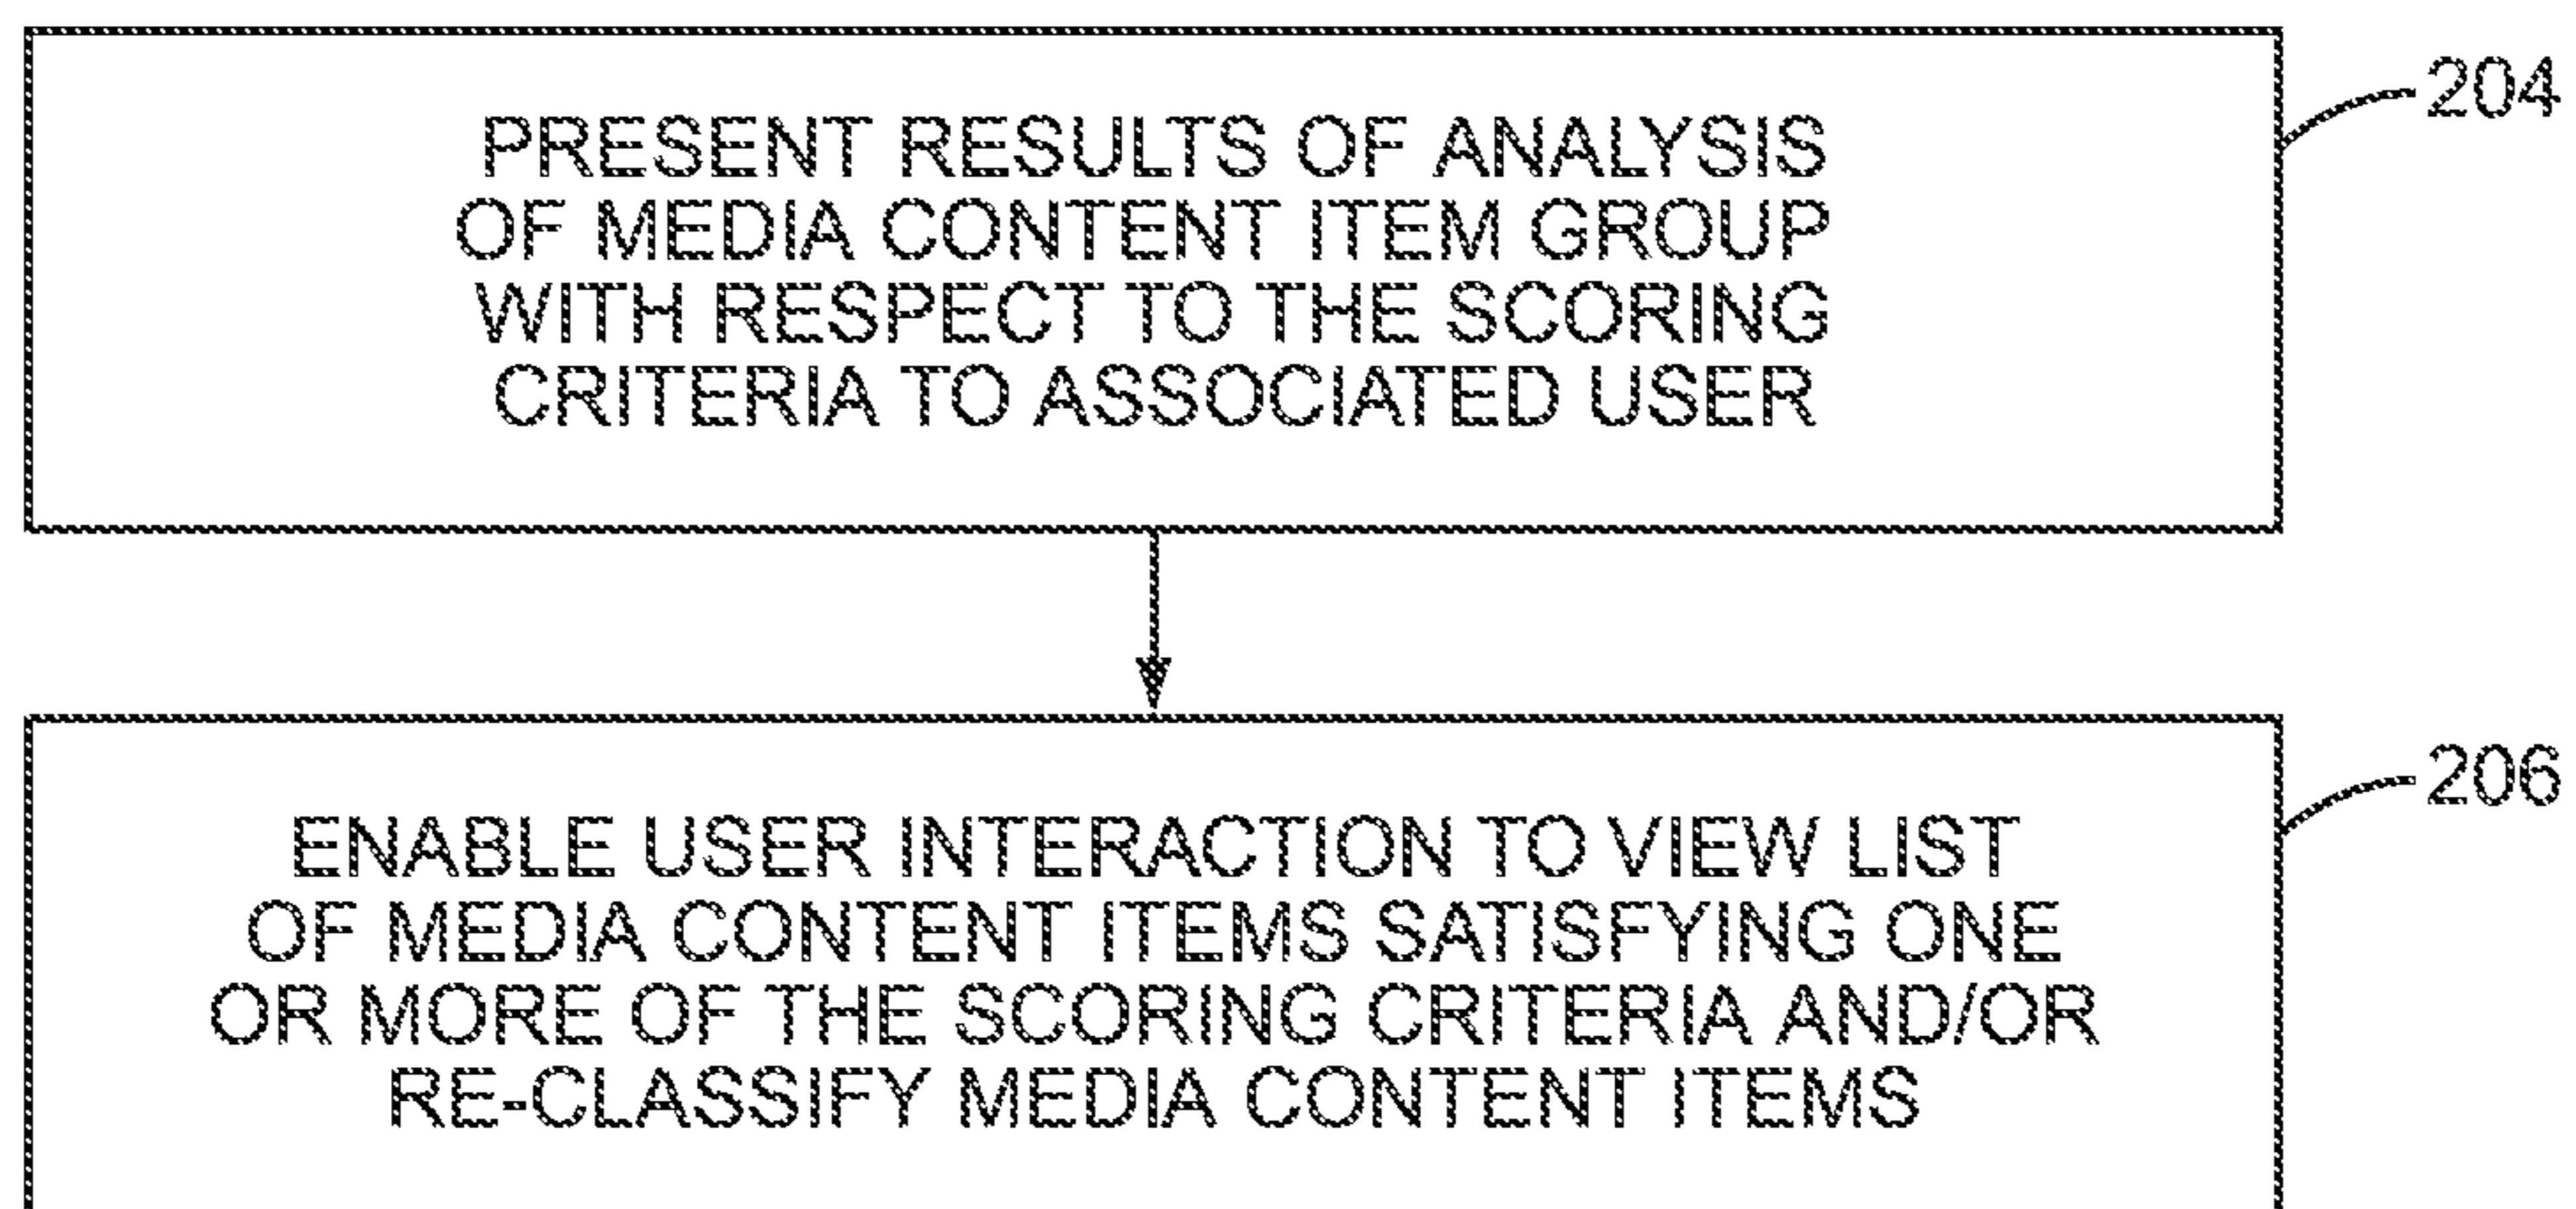 204
PRESENT RESULTS OF ANALYSIS
OF MEDIA CONTENT ITEM GROUP
WITH RESPECT TO THE SCORING
CRITERIA TO ASSOCIATED USER
206
ENABLE USER INTERACTION TO VIEW LIST
OF MEDIA CONTENT ITEMS SATISFYING ONE
OR MORE OF THE SCORING CRITERIA AND/OR
RE-CLASSIFY MEDIA CONTENT ITEMS